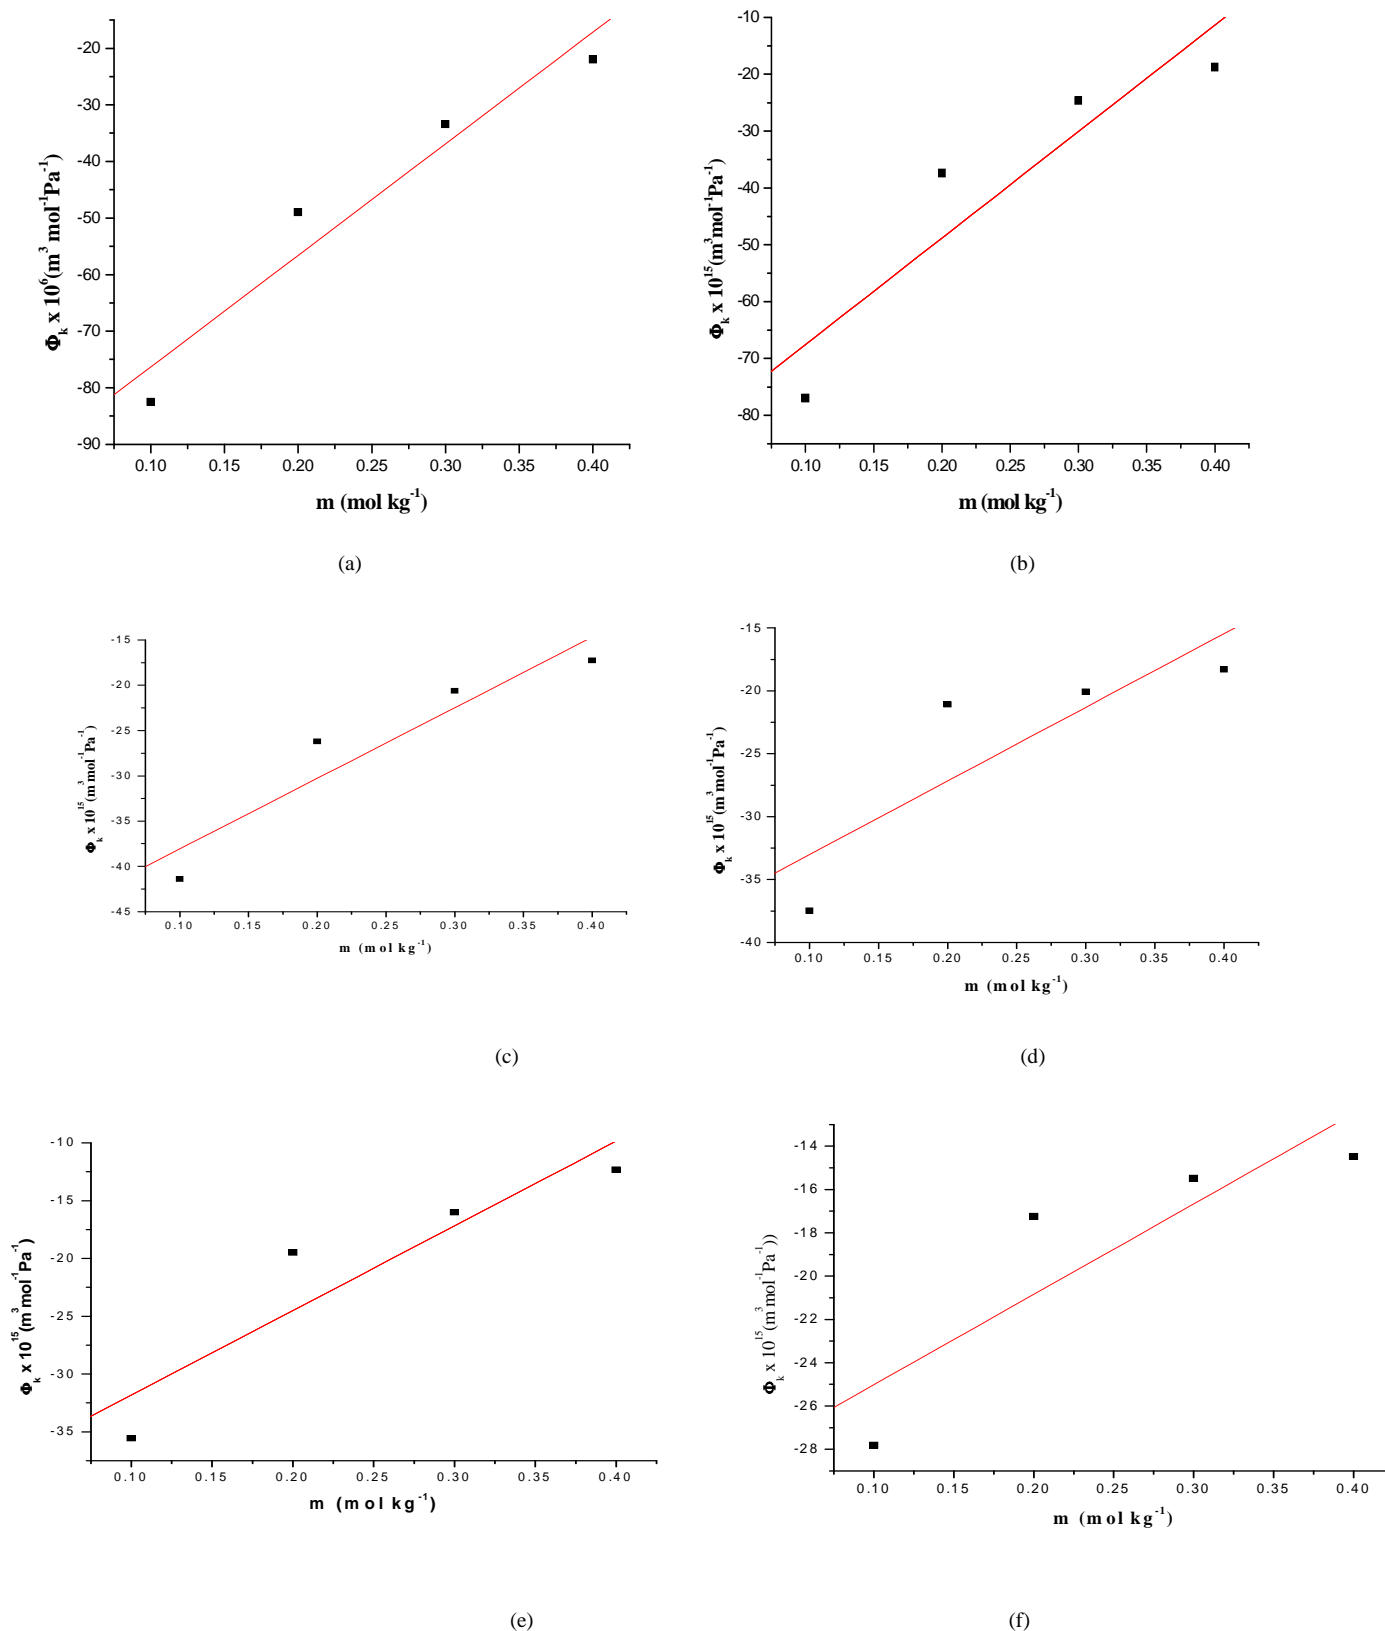 -20
-30
-40
-50
-60
-70
-80
-90
0.10 0.15 0.20 0.25 0.30 0.35 0.40
Φk x 10⁶(m³ mol⁻¹Pa⁻¹)
m (mol kg⁻¹)
(a)
-10
-20
-30
-40
-50
-60
-70
-80
0.10 0.15 0.20 0.25 0.30 0.35 0.40
Φk x 10¹⁵(m³mol⁻¹Pa⁻¹)
m (mol kg⁻¹)
(b)
-15
-20
-25
-30
-35
-40
-45
0.10 0.15 0.20 0.25 0.30 0.35 0.40
Φk x 10¹⁵(m³mol⁻¹Pa⁻¹)
m (mol kg⁻¹)
(c)
-15
-20
-25
-30
-35
-40
0.10 0.15 0.20 0.25 0.30 0.35 0.40
Φk x 10¹⁵(m³mol⁻¹Pa⁻¹)
m (mol kg⁻¹)
(d)
-10
-15
-20
-25
-30
-35
0.10 0.15 0.20 0.25 0.30 0.35 0.40
Φk x 10¹⁵(m³mol⁻¹Pa⁻¹)
m (mol kg⁻¹)
(e)
-14
-16
-18
-20
-22
-24
-26
-28
0.10 0.15 0.20 0.25 0.30 0.35 0.40
Φk x 10¹⁵(m³mol⁻¹Pa⁻¹))
m (mol kg⁻¹)
(f)